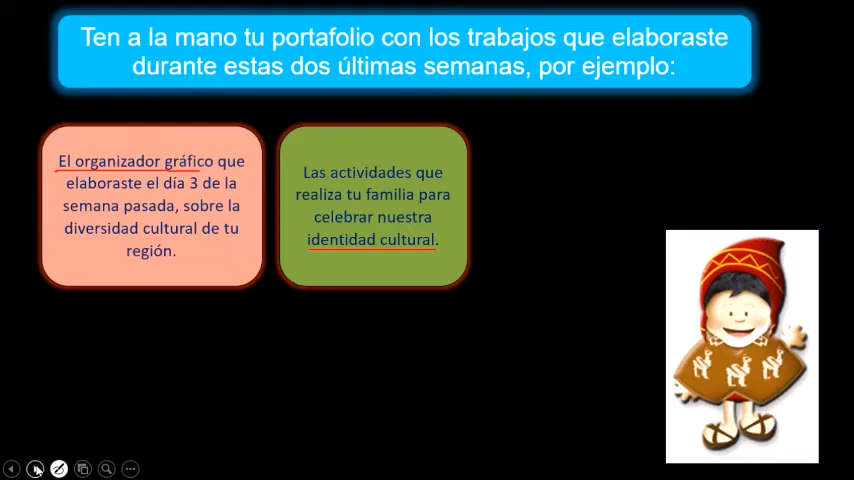 Ten a la mano tu portafolio con los trabajos que elaboraste
durante estas dos últimas semanas, por ejemplo:
El organizador gráfico que
elaboraste el día 3 de la
semana pasada, sobre la
diversidad cultural de tu
región.
Las actividades que
realiza tu familia para
celebrar nuestra
identidad cultural.